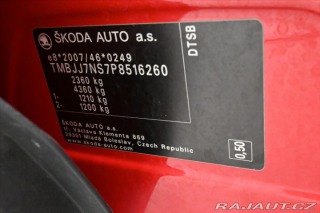 ŠKODA AUTO a.s.
e8*2007/46*0249
TMBJJ7NS7P8516260
2360 kg
4360 kg
1- 1210 kg
2- 1200 kg
DTSB
ŠKODA AUTO a.s.
tř. Václava Klementa 869
29301 Mladá Boleslav, Czech Republic
www.skoda-auto.com
0,50
RAJAUT.CZ